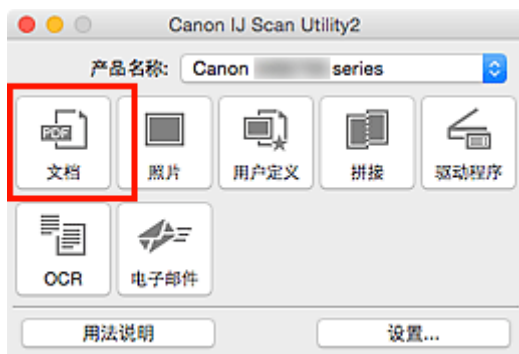 Canon IJ Scan Utility2
产品名称: Canon series
PDF
文档 照片 用户定义 拼接 驱动程序
OCR 电子邮件
用法说明 设置...